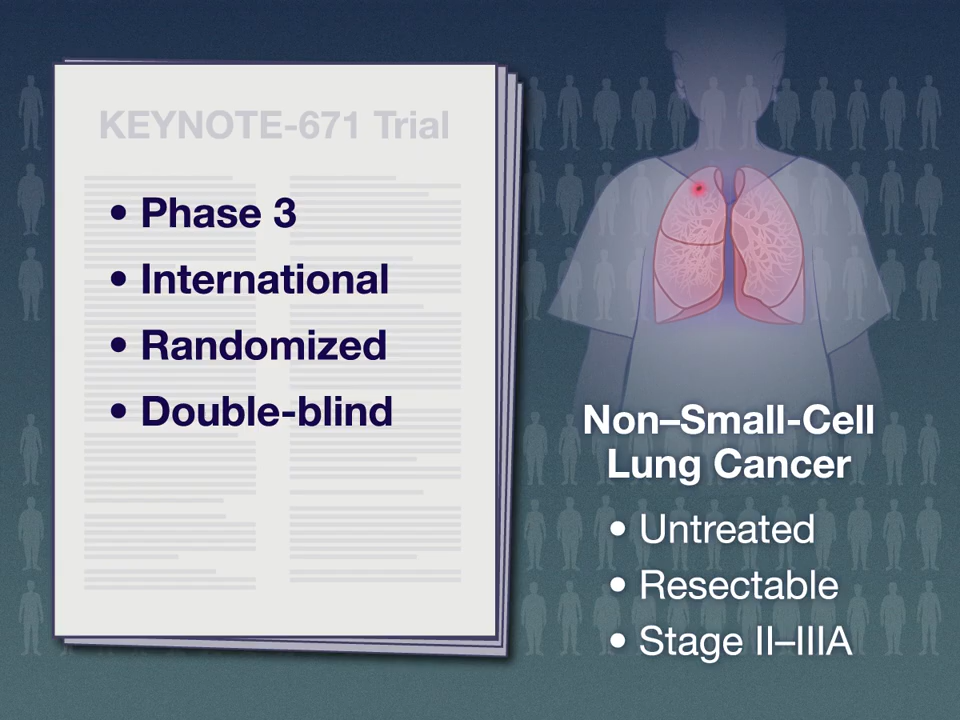 KEYNOTE-671 Trial
• Phase 3
• International
• Randomized
• Double-blind
Non–Small-Cell
Lung Cancer
• Untreated
• Resectable
• Stage II–IIIA